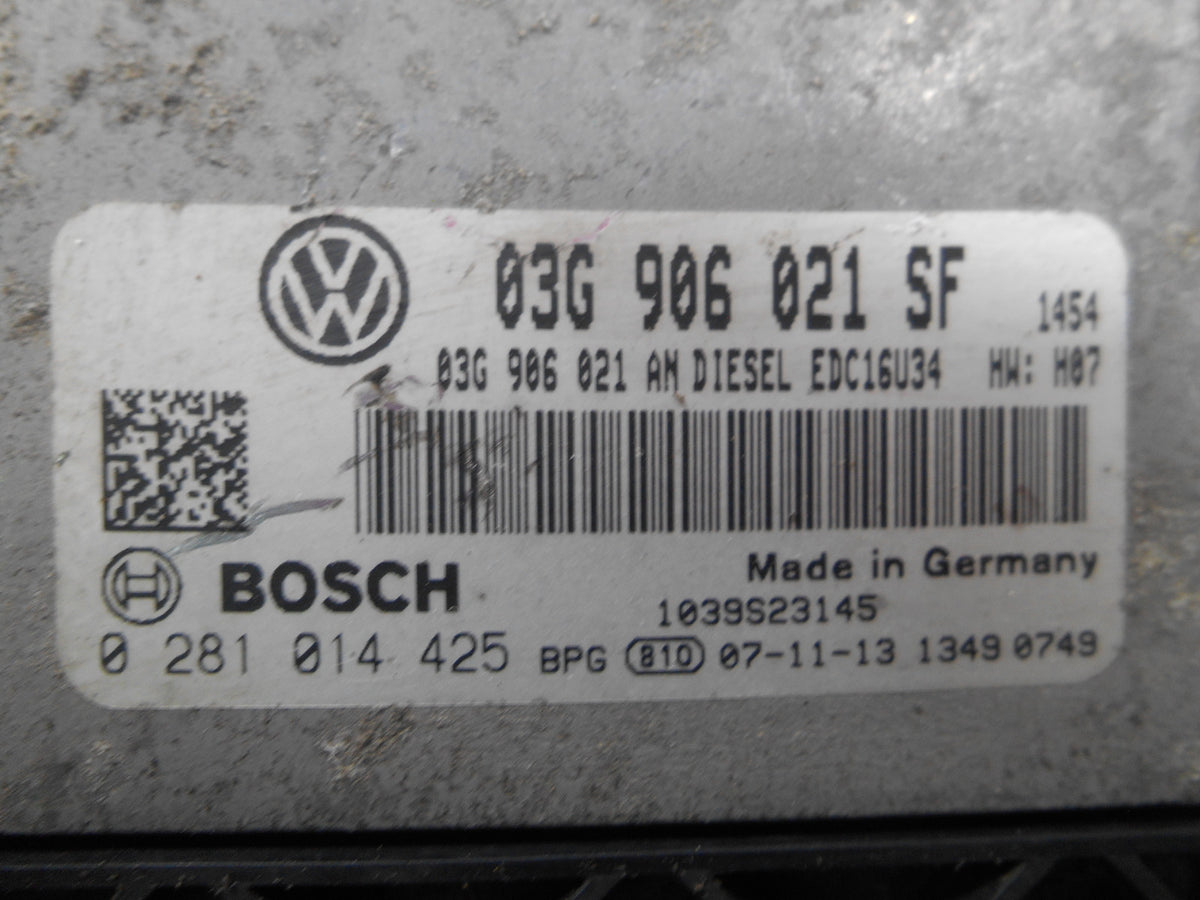 03G 906 021 SF 1454
03G 906 021 AM DIESEL EDC16U34 HW: H07
BOSCH
Made in Germany
1039S23145
0 281 014 425 BPG 810 07-11-13 1349 0749